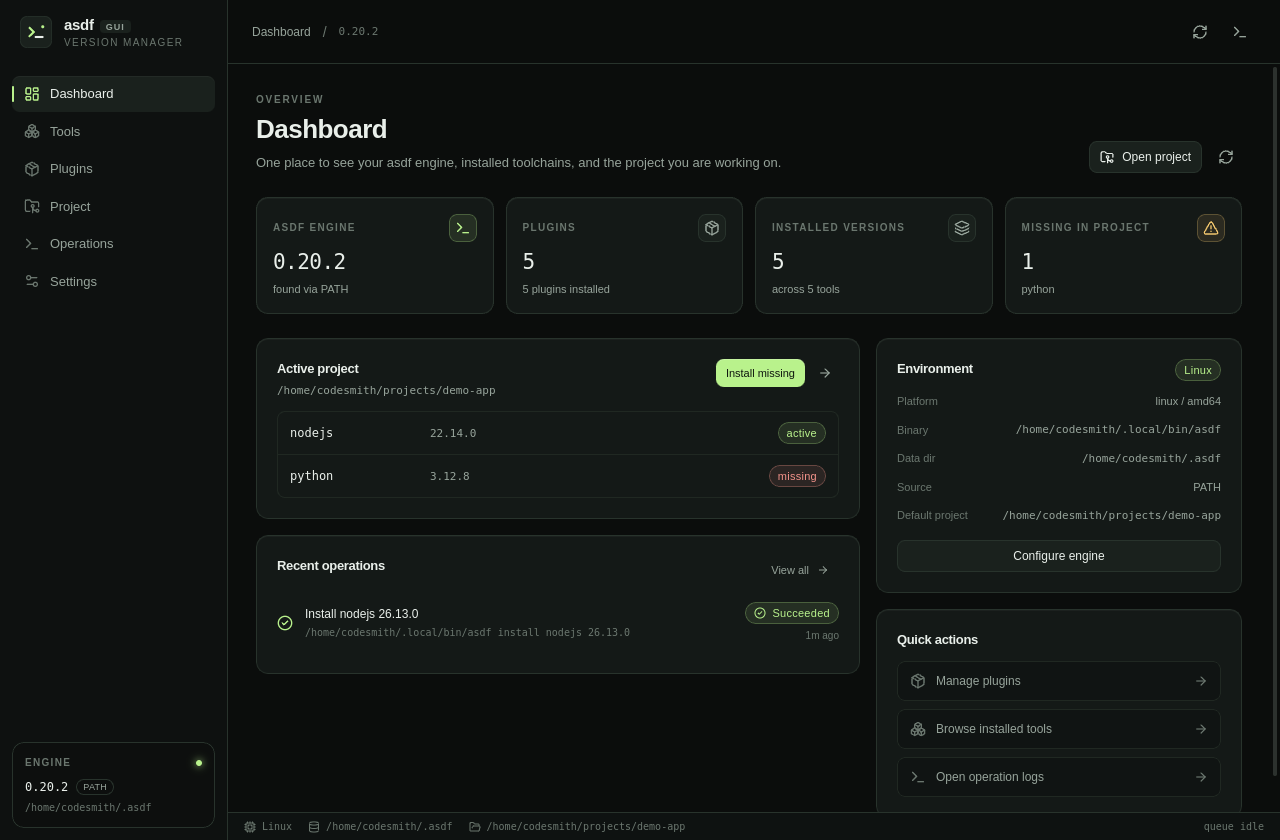 asdf GUI
VERSION MANAGER
Dashboard
Tools
Plugins
Project
Operations
Settings
ENGINE
0.20.2 PATH
/home/codesmith/.asdf
Dashboard / 0.20.2
OVERVIEW
Dashboard
One place to see your asdf engine, installed toolchains, and the project you are working on.
Open project
ASDF ENGINE
0.20.2
found via PATH
PLUGINS
5
5 plugins installed
INSTALLED VERSIONS
5
across 5 tools
MISSING IN PROJECT
1
python
Active project
/home/codesmith/projects/demo-app
Install missing
nodejs 22.14.0 active
python 3.12.8 missing
Recent operations
View all
Install nodejs 26.13.0
/home/codesmith/.local/bin/asdf install nodejs 26.13.0
Succeeded
1m ago
Environment
Linux
Platform linux / amd64
Binary /home/codesmith/.local/bin/asdf
Data dir /home/codesmith/.asdf
Source PATH
Default project /home/codesmith/projects/demo-app
Configure engine
Quick actions
Manage plugins
Browse installed tools
Open operation logs
Linux /home/codesmith/.asdf /home/codesmith/projects/demo-app queue idle